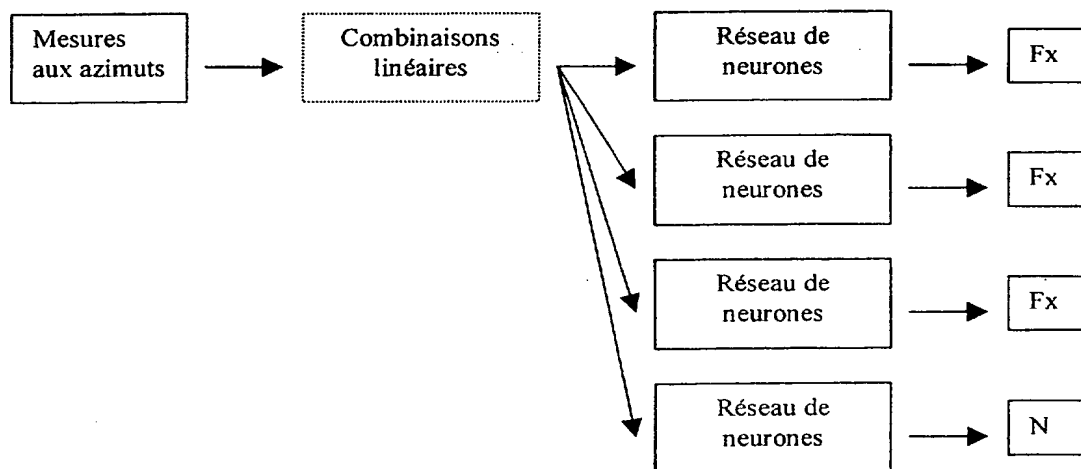 Mesures
aux azimuts
Combinaisons
linéaires
Réseau de
neurones
Fx
Réseau de
neurones
Fx
Réseau de
neurones
Fx
Réseau de
neurones
N